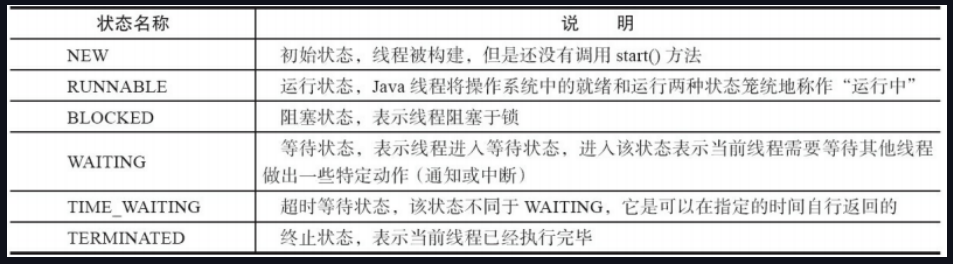 状态名称 说 明
NEW 初始状态，线程被构建，但是还没有调用 start() 方法
RUNNABLE 运行状态，Java 线程将操作系统中的就绪和运行两种状态笼统地称作“运行中”
BLOCKED 阻塞状态，表示线程阻塞于锁
WAITING 等待状态，表示线程进入等待状态，进入该状态表示当前线程需要等待其他线程
做出一些特定动作（通知或中断）
TIME_WAITING 超时等待状态，该状态不同于 WAITING，它是可以在指定的时间自行返回的
TERMINATED 终止状态，表示当前线程已经执行完毕